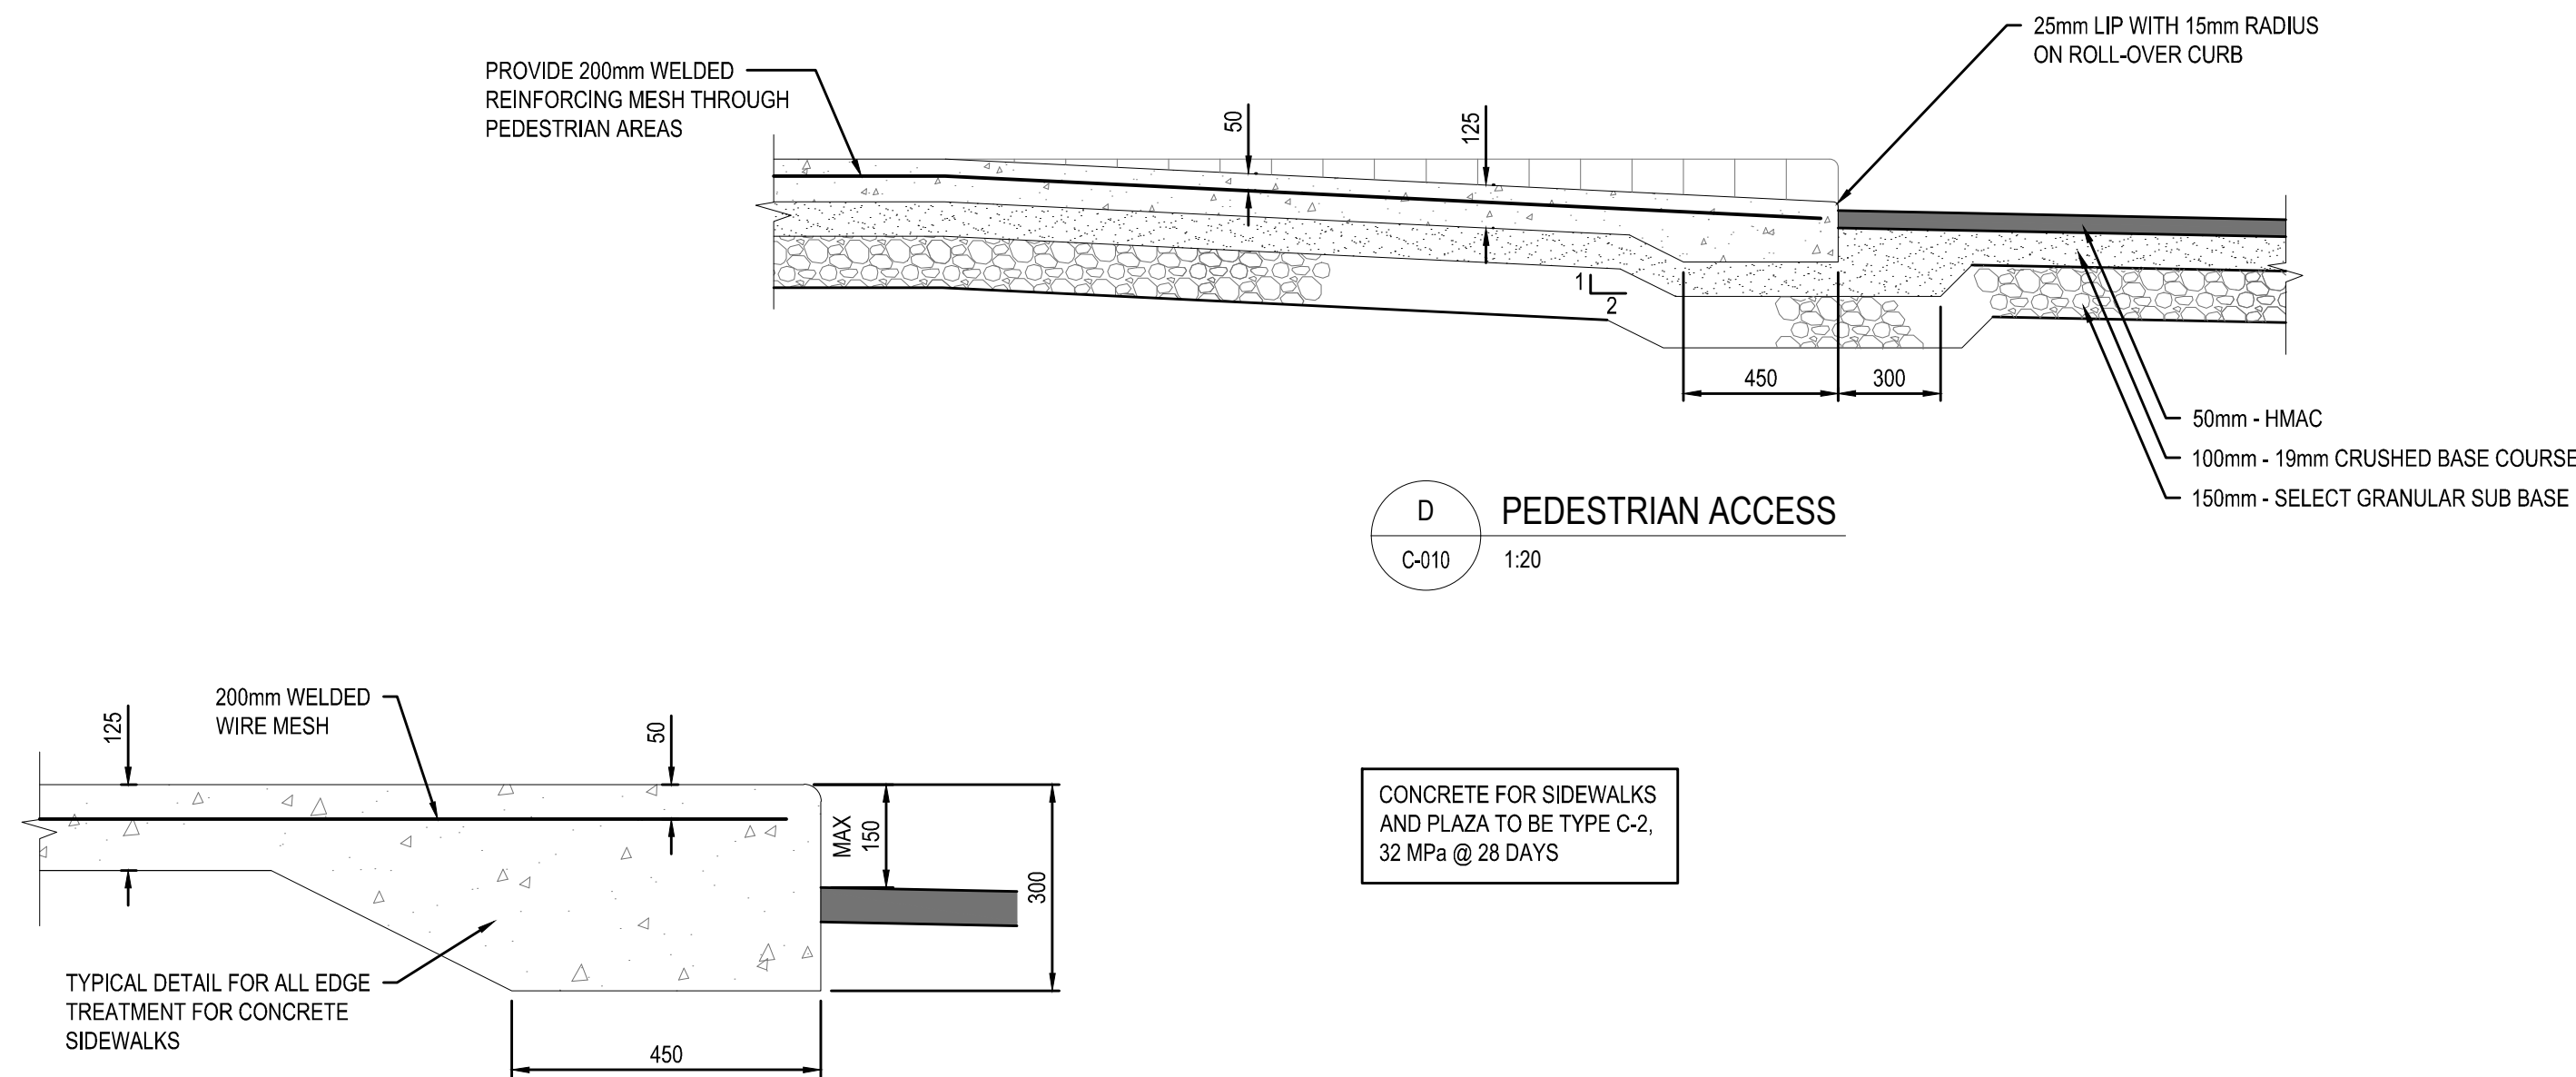 25mm LIP WITH 15mm RADIUS
ON ROLL-OVER CURB
PROVIDE 200mm WELDED
REINFORCING MESH THROUGH
PEDESTRIAN AREAS
50
125
1
2
450
300
50mm - HMAC
100mm - 19mm CRUSHED BASE COURSE
150mm - SELECT GRANULAR SUB BASE
D
PEDESTRIAN ACCESS
C-010
1:20
200mm WELDED
WIRE MESH
125
50
MAX
150
300
TYPICAL DETAIL FOR ALL EDGE
TREATMENT FOR CONCRETE
SIDEWALKS
450
CONCRETE FOR SIDEWALKS
AND PLAZA TO BE TYPE C-2,
32 MPa @ 28 DAYS